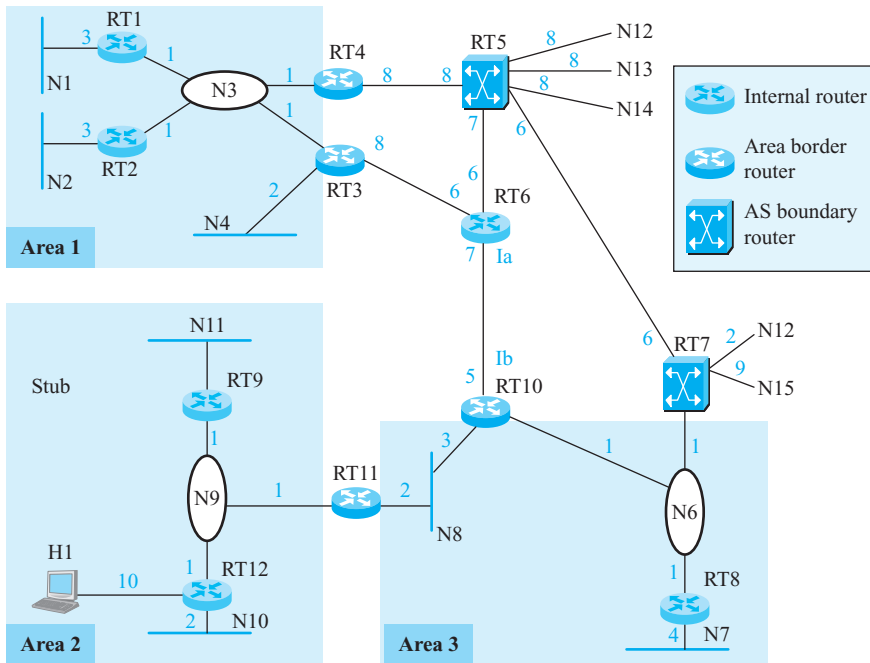 RT1
3
1
N1
RT4
1
8
8
RT5
8
N12
8
N13
8
N14
N3
RT2
3
1
N2
1
8
RT3
2
N4
Area 1
7
6
6
6
RT6
7
Ia
Internal router
Area border
router
AS boundary
router
N11
Stub
RT9
1
N9
1
RT11
2
H1
10
1
RT12
2
N10
Area 2
Ib
5
RT10
3
N8
1
6
RT7
2
N12
9
N15
1
N6
1
RT8
4
N7
Area 3